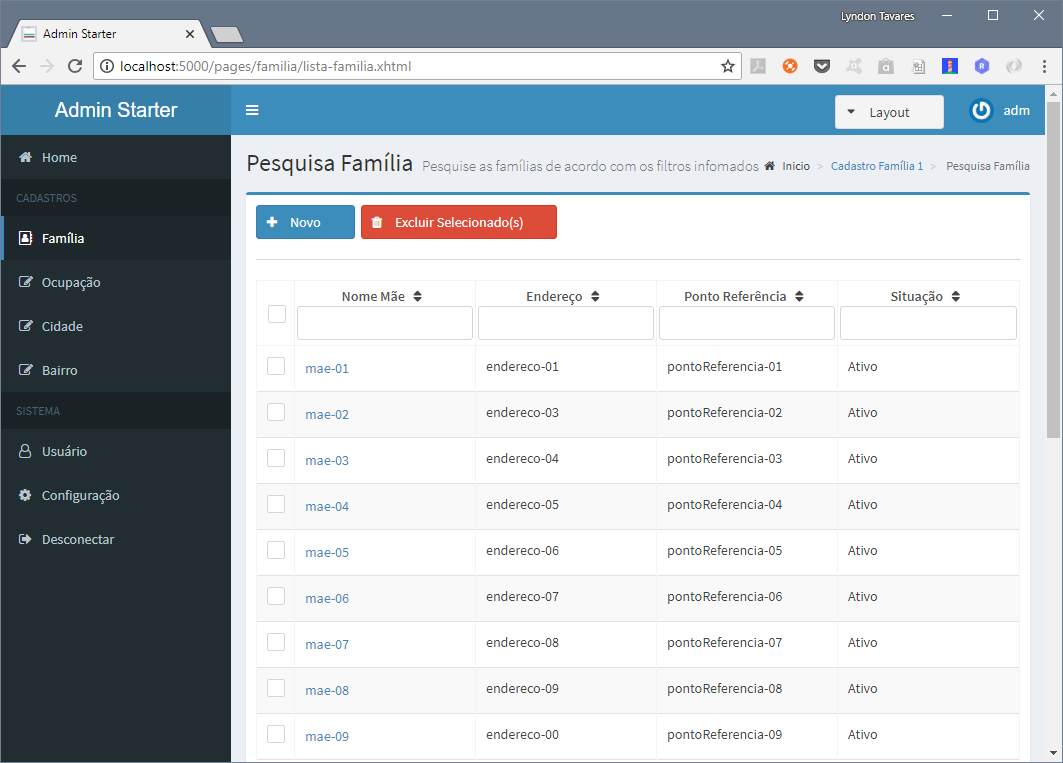 Lyndon Tavares
Admin Starter
localhost:5000/pages/familia/lista-familia.xhtml
Admin Starter
Layout
adm
Home
CADASTROS
Família
Ocupação
Cidade
Bairro
SISTEMA
Usuário
Configuração
Desconectar
Pesquisa Família Pesquise as famílias de acordo com os filtros infomados
Inicio > Cadastro Família 1 > Pesquisa Família
Novo Excluir Selecionado(s)
Nome Mãe Endereço Ponto Referência Situação
mae-01 endereco-01 pontoReferencia-01 Ativo
mae-02 endereco-03 pontoReferencia-02 Ativo
mae-03 endereco-04 pontoReferencia-03 Ativo
mae-04 endereco-05 pontoReferencia-04 Ativo
mae-05 endereco-06 pontoReferencia-05 Ativo
mae-06 endereco-07 pontoReferencia-06 Ativo
mae-07 endereco-08 pontoReferencia-07 Ativo
mae-08 endereco-09 pontoReferencia-08 Ativo
mae-09 endereco-00 pontoReferencia-09 Ativo